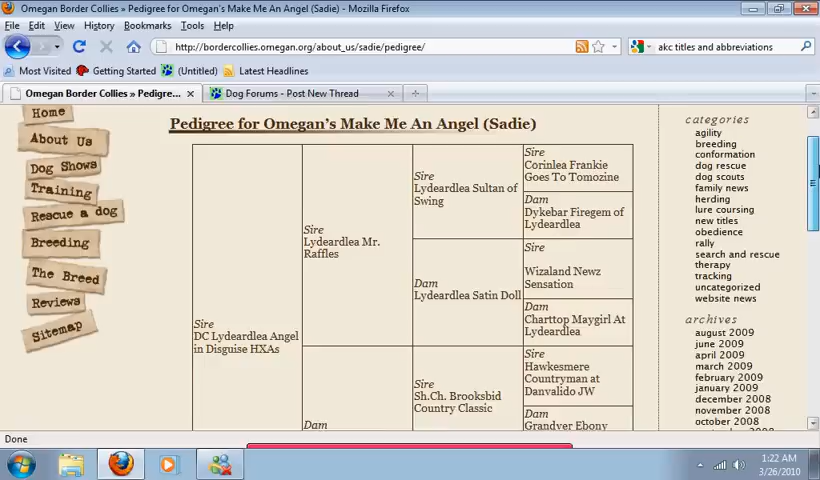 Omegan Border Collies » Pedigree for Omegan's Make Me An Angel (Sadie) - Mozilla Firefox
File Edit View History Bookmarks Tools Help
http://bordercollies.omegan.org/about_us/sadie/pedigree/
akc titles and abbreviations
Most Visited Getting Started (Untitled) Latest Headlines
Omegan Border Collies » Pedigre...
Dog Forums - Post New Thread
Home
About Us
Dog Shows
Training
Rescue a dog
Breeding
The Breed
Reviews
Sitemap
Pedigree for Omegan's Make Me An Angel (Sadie)
Sire
DC Lydeardlea Angel
in Disguise HXAs
Sire
Lydeardlea Mr.
Raffles
Dam
Sire
Lydeardlea Sultan of
Swing
Dam
Lydeardlea Satin Doll
Sire
Sh.Ch. Brooksbid
Country Classic
Sire
Corinlea Frankie
Goes To Tomozine
Dam
Dykebar Firegem of
Lydeardlea
Sire
Wizaland Newz
Sensation
Dam
Charttop Maygirl At
Lydeardlea
Sire
Hawkesmere
Countryman at
Danvalido JW
Dam
Grandver Ebony
categories
agility
breeding
conformation
dog rescue
dog scouts
family news
herding
lure coursing
new titles
obedience
rally
search and rescue
therapy
tracking
uncategorized
website news
archives
august 2009
june 2009
april 2009
march 2009
february 2009
january 2009
december 2008
november 2008
october 2008
Done
1:22 AM
3/26/2010